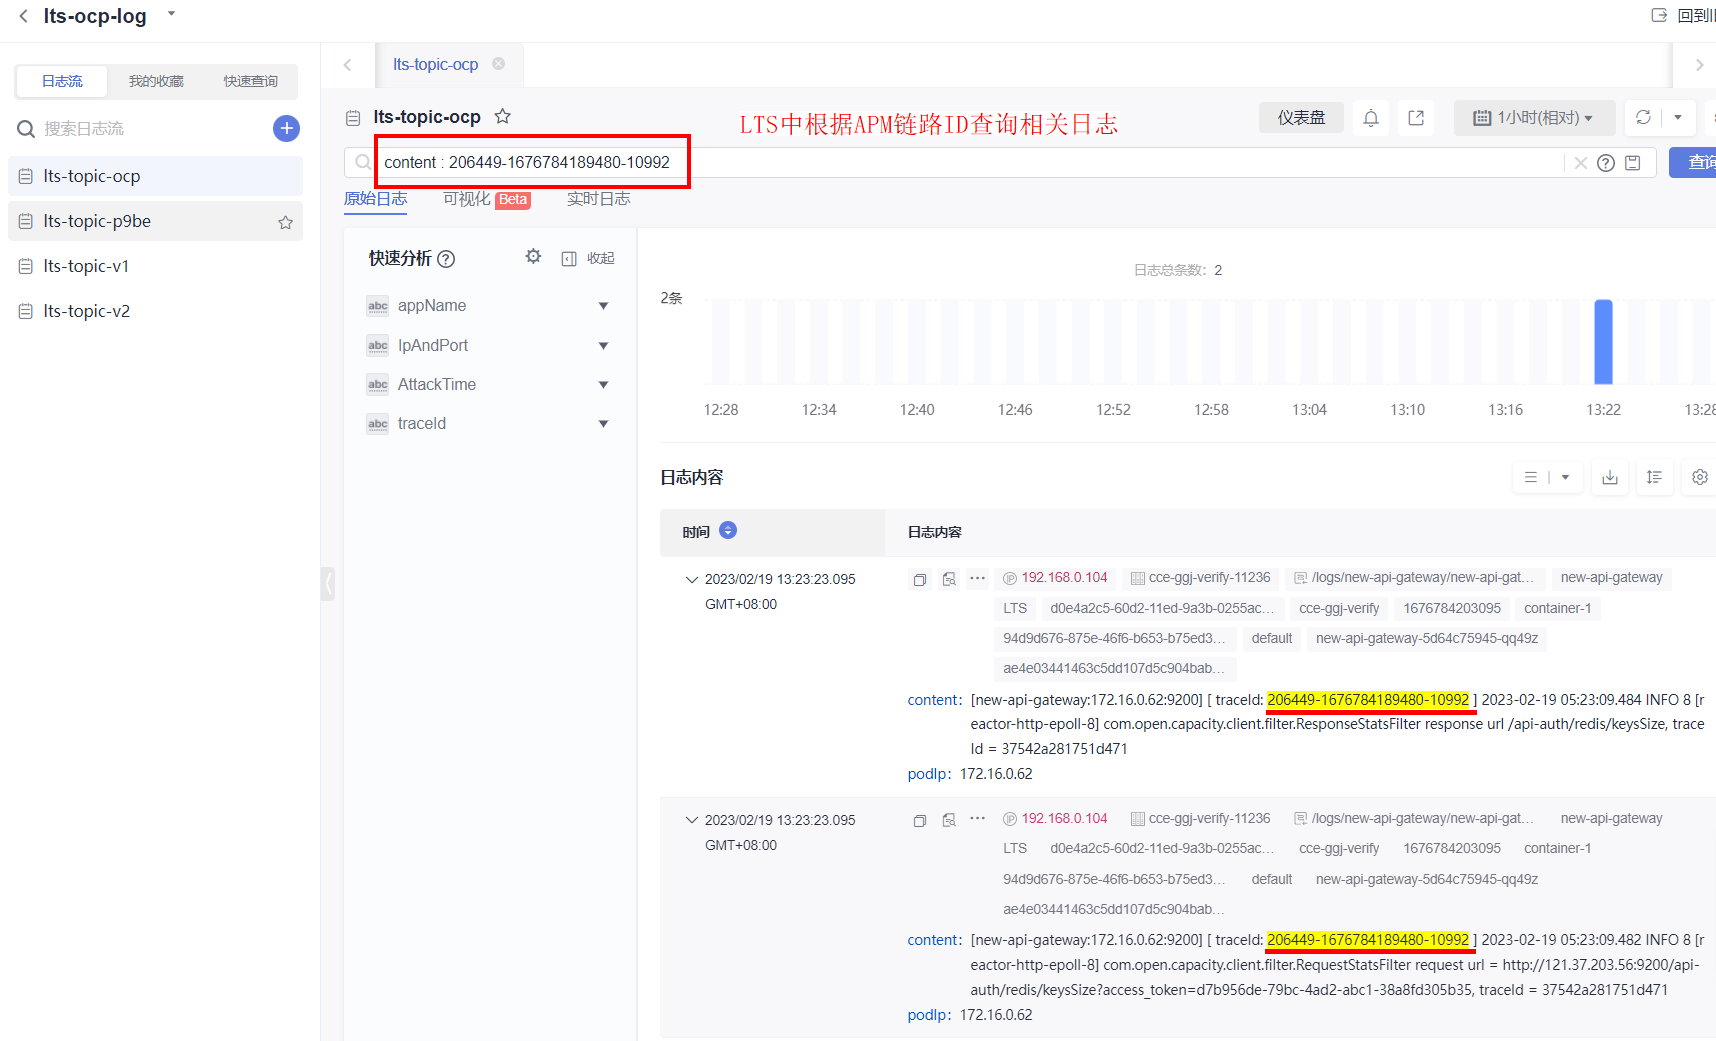 lts-ocp-log
回到旧
日志流 我的收藏 快速查询
搜索日志流
lts-topic-ocp
lts-topic-p9be
lts-topic-v1
lts-topic-v2
lts-topic-ocp
lts-topic-ocp
LTS中根据APM链路ID查询相关日志
仪表盘
1小时(相对)
content : 206449-1676784189480-10992
查询
原始日志 可视化 Beta 实时日志
快速分析 收起
abc appName
abc IpAndPort
abc AttackTime
abc traceId
日志总条数: 2
2条
12:28 12:34 12:40 12:46 12:52 12:58 13:04 13:10 13:16 13:22 13:28
日志内容
时间 日志内容
2023/02/19 13:23:23.095
GMT+08:00
IP 192.168.0.104 cce-ggj-verify-11236 /logs/new-api-gateway/new-api-gat... new-api-gateway
LTS d0e4a2c5-60d2-11ed-9a3b-0255ac... cce-ggj-verify 1676784203095 container-1
94d9d676-875e-46f6-b653-b75ed3... default new-api-gateway-5d64c75945-qq49z
ae4e03441463c5dd107d5c904bab...
content: [new-api-gateway:172.16.0.62:9200] [ traceId: 206449-1676784189480-10992 ] 2023-02-19 05:23:09.484 INFO 8 [r
eactor-http-epoll-8] com.open.capacity.client.filter.ResponseStatsFilter response url /api-auth/redis/keysSize, trace
Id = 37542a281751d471
podIp: 172.16.0.62
2023/02/19 13:23:23.095
GMT+08:00
IP 192.168.0.104 cce-ggj-verify-11236 /logs/new-api-gateway/new-api-gat... new-api-gateway
LTS d0e4a2c5-60d2-11ed-9a3b-0255ac... cce-ggj-verify 1676784203095 container-1
94d9d676-875e-46f6-b653-b75ed3... default new-api-gateway-5d64c75945-qq49z
ae4e03441463c5dd107d5c904bab...
content: [new-api-gateway:172.16.0.62:9200] [ traceId: 206449-1676784189480-10992 ] 2023-02-19 05:23:09.482 INFO 8 [r
eactor-http-epoll-8] com.open.capacity.client.filter.RequestStatsFilter request url = http://121.37.203.56:9200/api-
auth/redis/keysSize?access_token=d7b956de-79bc-4ad2-abc1-38a8fd305b35, traceId = 37542a281751d471
podIp: 172.16.0.62